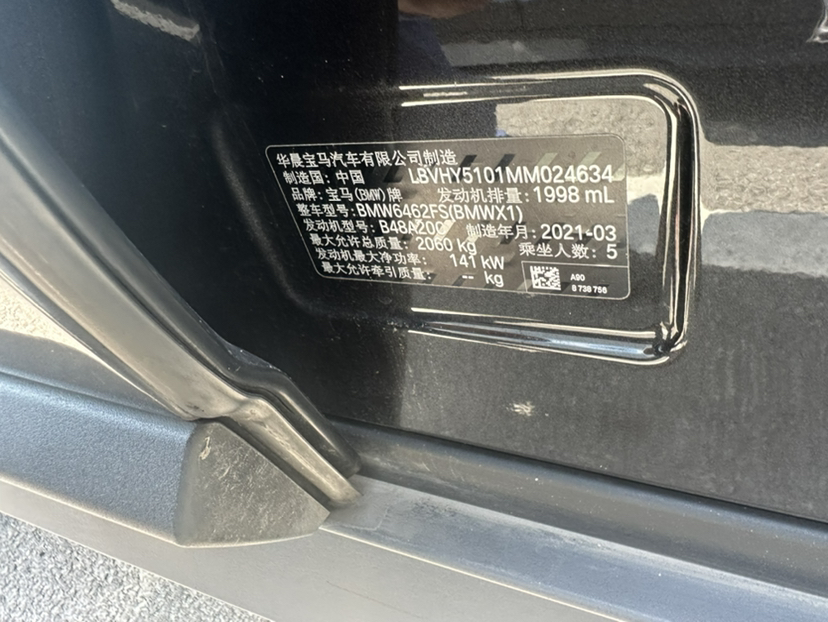 华晨宝马汽车有限公司制造
制造国: 中国 LBVHY5101MM024634
品牌: 宝马(BMW)牌 发动机排量: 1998 mL
整车型号: BMW6462FS(BMWX1)
发动机型号: 制造年月: 2021-03
最大允许总质量: 2060 kg 乘坐人数: 5
发动机最大净功率: 141 kW
最大允许牵引质量: -- kg
A90
8 738 756